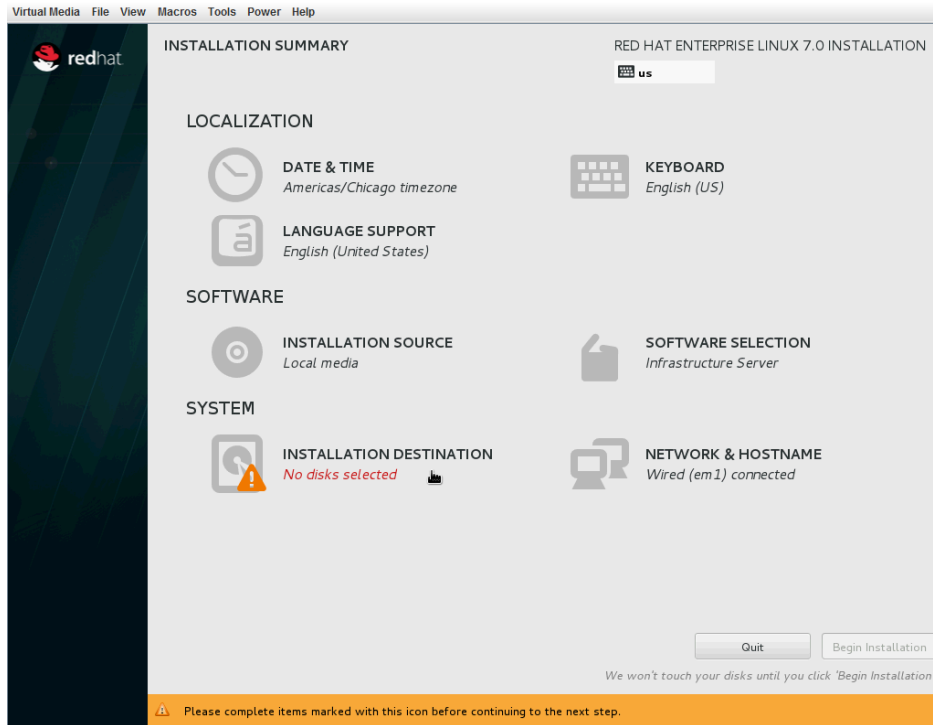 Virtual Media File View Macros Tools Power Help
redhat
INSTALLATION SUMMARY
RED HAT ENTERPRISE LINUX 7.0 INSTALLATION
us
LOCALIZATION
DATE & TIME
Americas/Chicago timezone
KEYBOARD
English (US)
LANGUAGE SUPPORT
English (United States)
SOFTWARE
INSTALLATION SOURCE
Local media
SOFTWARE SELECTION
Infrastructure Server
SYSTEM
INSTALLATION DESTINATION
No disks selected
NETWORK & HOSTNAME
Wired (em1) connected
Quit
Begin Installation
We won't touch your disks until you click 'Begin Installation
Please complete items marked with this icon before continuing to the next step.